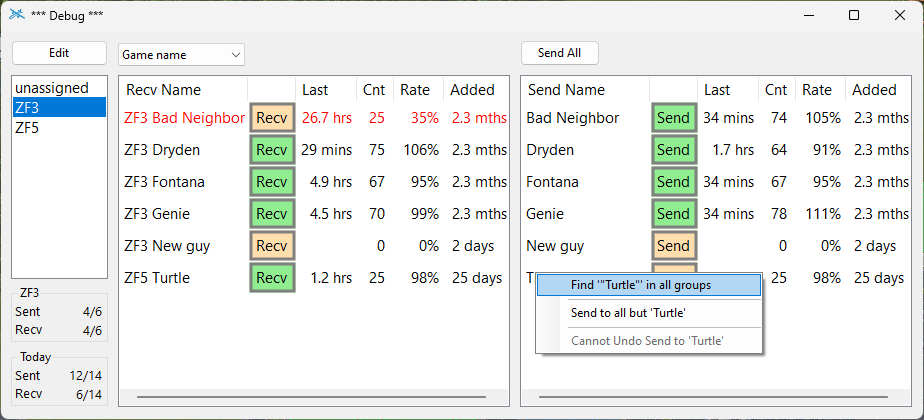 *** Debug ***
Edit
Game name
Send All
unassigned
ZF3
ZF5
Recv Name Last Cnt Rate Added
ZF3 Bad Neighbor Recv 26.7 hrs 25 35% 2.3 mths
ZF3 Dryden Recv 29 mins 75 106% 2.3 mths
ZF3 Fontana Recv 4.9 hrs 67 95% 2.3 mths
ZF3 Genie Recv 4.5 hrs 70 99% 2.3 mths
ZF3 New guy Recv 0 0% 2 days
ZF5 Turtle Recv 1.2 hrs 25 98% 25 days
Send Name Last Cnt Rate Added
Bad Neighbor Send 34 mins 74 105% 2.3 mths
Dryden Send 1.7 hrs 64 91% 2.3 mths
Fontana Send 34 mins 67 95% 2.3 mths
Genie Send 34 mins 78 111% 2.3 mths
New guy Send 0 0% 2 days
25 98% 25 days
Find '"Turtle"' in all groups
Send to all but 'Turtle'
Cannot Undo Send to 'Turtle'
ZF3
Sent 4/6
Recv 4/6
Today
Sent 12/14
Recv 6/14